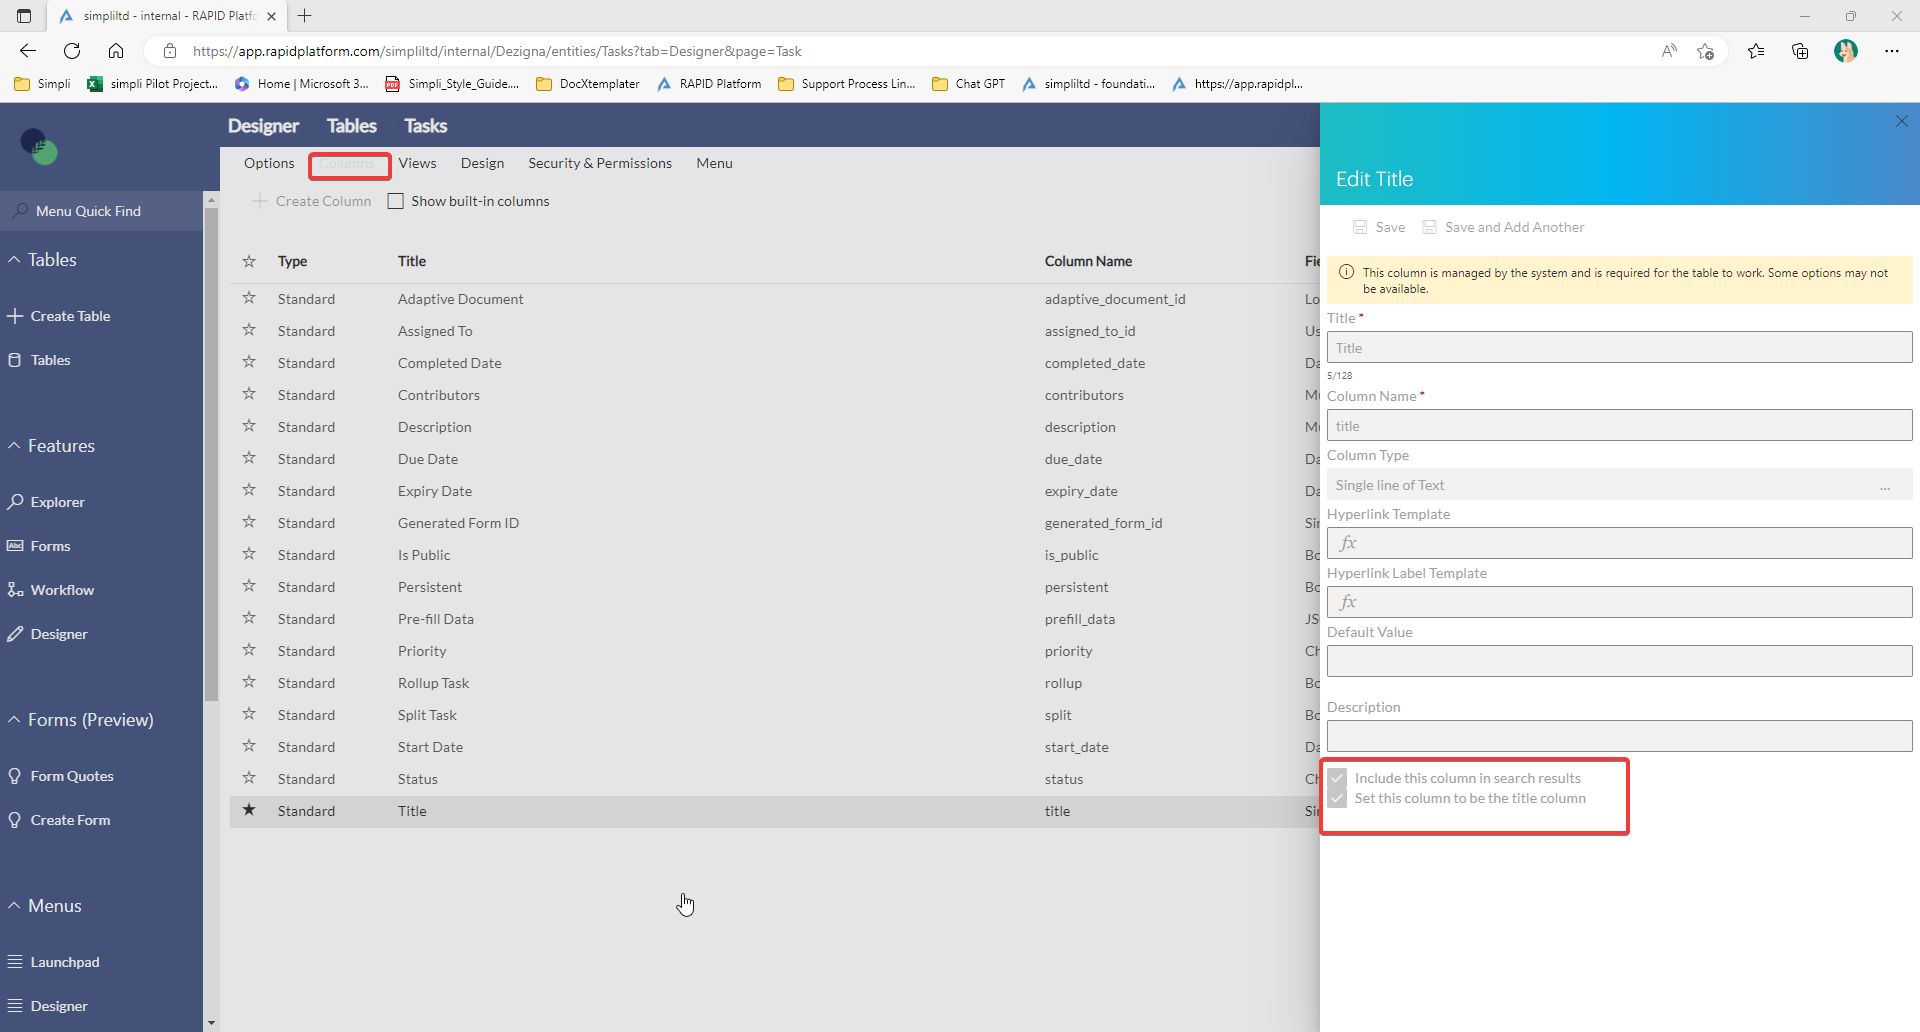 simpliltd - internal - RAPID Platfo
https://app.rapidplatform.com/simpliltd/internal/Dezigna/entities/Tasks?tab=Designer&page=Task
Simpli
simpli Pilot Project...
Home | Microsoft 3...
Simpli_Style_Guide....
DocXtemplater
RAPID Platform
Support Process Lin...
Chat GPT
simpliltd - foundati...
https://app.rapidpl...
Designer Tables Tasks
Options Columns Views Design Security & Permissions Menu
Create Column Show built-in columns
Menu Quick Find
Tables
Create Table
Tables
Features
Explorer
Forms
Workflow
Designer
Forms (Preview)
Form Quotes
Create Form
Menus
Launchpad
Designer
Type Title Column Name Fie
Standard Adaptive Document adaptive_document_id Lo
Standard Assigned To assigned_to_id Us
Standard Completed Date completed_date Da
Standard Contributors contributors Mu
Standard Description description Mu
Standard Due Date due_date Da
Standard Expiry Date expiry_date Da
Standard Generated Form ID generated_form_id Sin
Standard Is Public is_public Bo
Standard Persistent persistent Bo
Standard Pre-fill Data prefill_data JS
Standard Priority priority Ch
Standard Rollup Task rollup Bo
Standard Split Task split Bo
Standard Start Date start_date Da
Standard Status status Ch
Standard Title title Sin
Edit Title
Save Save and Add Another
This column is managed by the system and is required for the table to work. Some options may not
be available.
Title *
Title
5/128
Column Name *
title
Column Type
Single line of Text ...
Hyperlink Template
fx
Hyperlink Label Template
fx
Default Value
Description
Include this column in search results
Set this column to be the title column